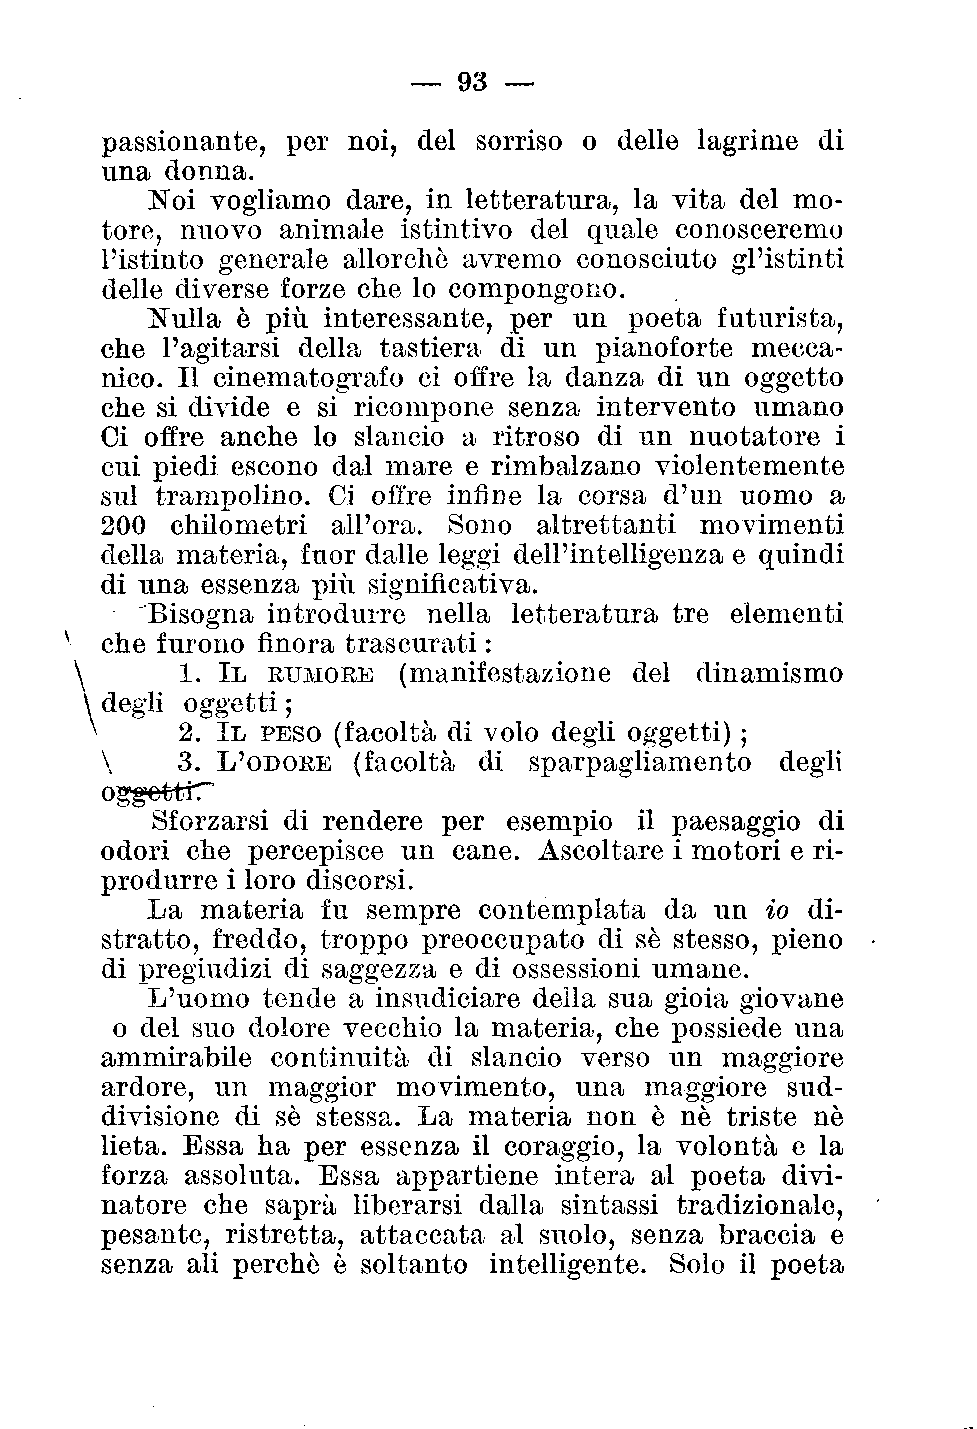 — 93 —
passionante, per noi, del sorriso o delle lagrime di
una donna.
Noi vogliamo dare, in letteratura, la vita del mo-
tore, nuovo animale istintivo del quale conosceremo
l'istinto generale allorchè avremo conosciuto gl'istinti
delle diverse forze che lo compongono.
Nulla è più interessante, per un poeta futurista,
che l'agitarsi della tastiera di un pianoforte mecca-
nico. Il cinematografo ci offre la danza di un oggetto
che si divide e si ricompone senza intervento umano
Ci offre anche lo slancio a ritroso di un nuotatore i
cui piedi escono dal mare e rimbalzano violentemente
sul trampolino. Ci offre infine la corsa d'un uomo a
200 chilometri all'ora. Sono altrettanti movimenti
della materia, fuor dalle leggi dell'intelligenza e quindi
di una essenza più significativa.
Bisogna introdurre nella letteratura tre elementi
che furono finora trascurati :
1. IL RUMORE (manifestazione del dinamismo
degli oggetti ;
2. IL PESO (facoltà di volo degli oggetti) ;
3. L'ODORE (facoltà di sparpagliamento degli
oggetti.
Sforzarsi di rendere per esempio il paesaggio di
odori che percepisce un cane. Ascoltare i motori e ri-
produrre i loro discorsi.
La materia fu sempre contemplata da un io di-
stratto, freddo, troppo preoccupato di sè stesso, pieno
di pregiudizi di saggezza e di ossessioni umane.
L'uomo tende a insudiciare della sua gioia giovane
o del suo dolore vecchio la materia, che possiede una
ammirabile continuità di slancio verso un maggiore
ardore, un maggior movimento, una maggiore sud-
divisione di sè stessa. La materia non è nè triste nè
lieta. Essa ha per essenza il coraggio, la volontà e la
forza assoluta. Essa appartiene intera al poeta divi-
natore che saprà liberarsi dalla sintassi tradizionale,
pesante, ristretta, attaccata al suolo, senza braccia e
senza ali perchè è soltanto intelligente. Solo il poeta